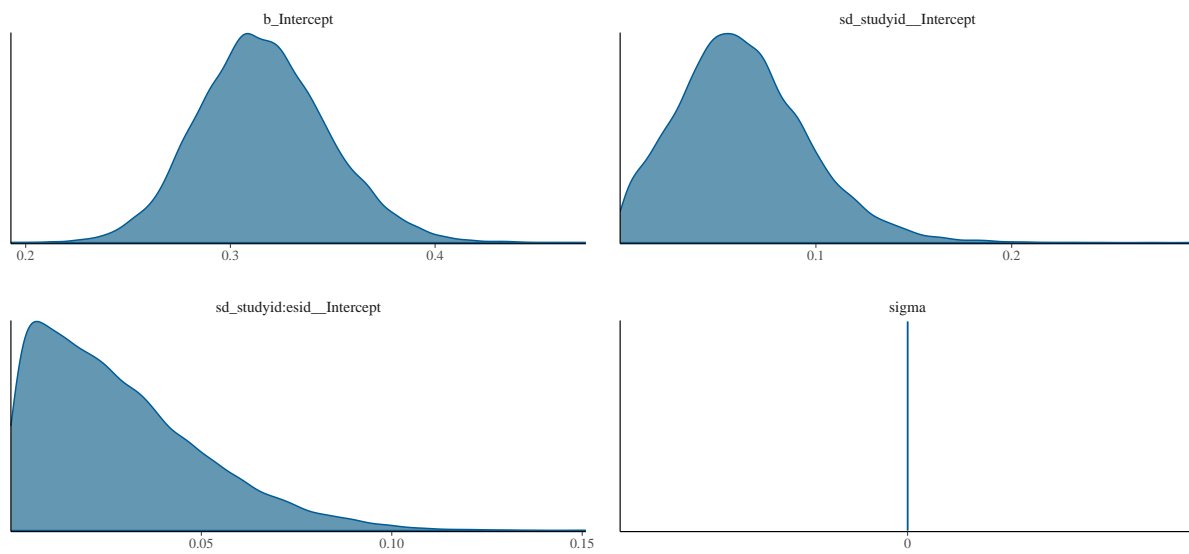 b_Intercept
sd_studyid__Intercept
0.2 0.3 0.4
0.1 0.2
sd_studyid:esid__Intercept
sigma
0.05 0.10 0.15
0